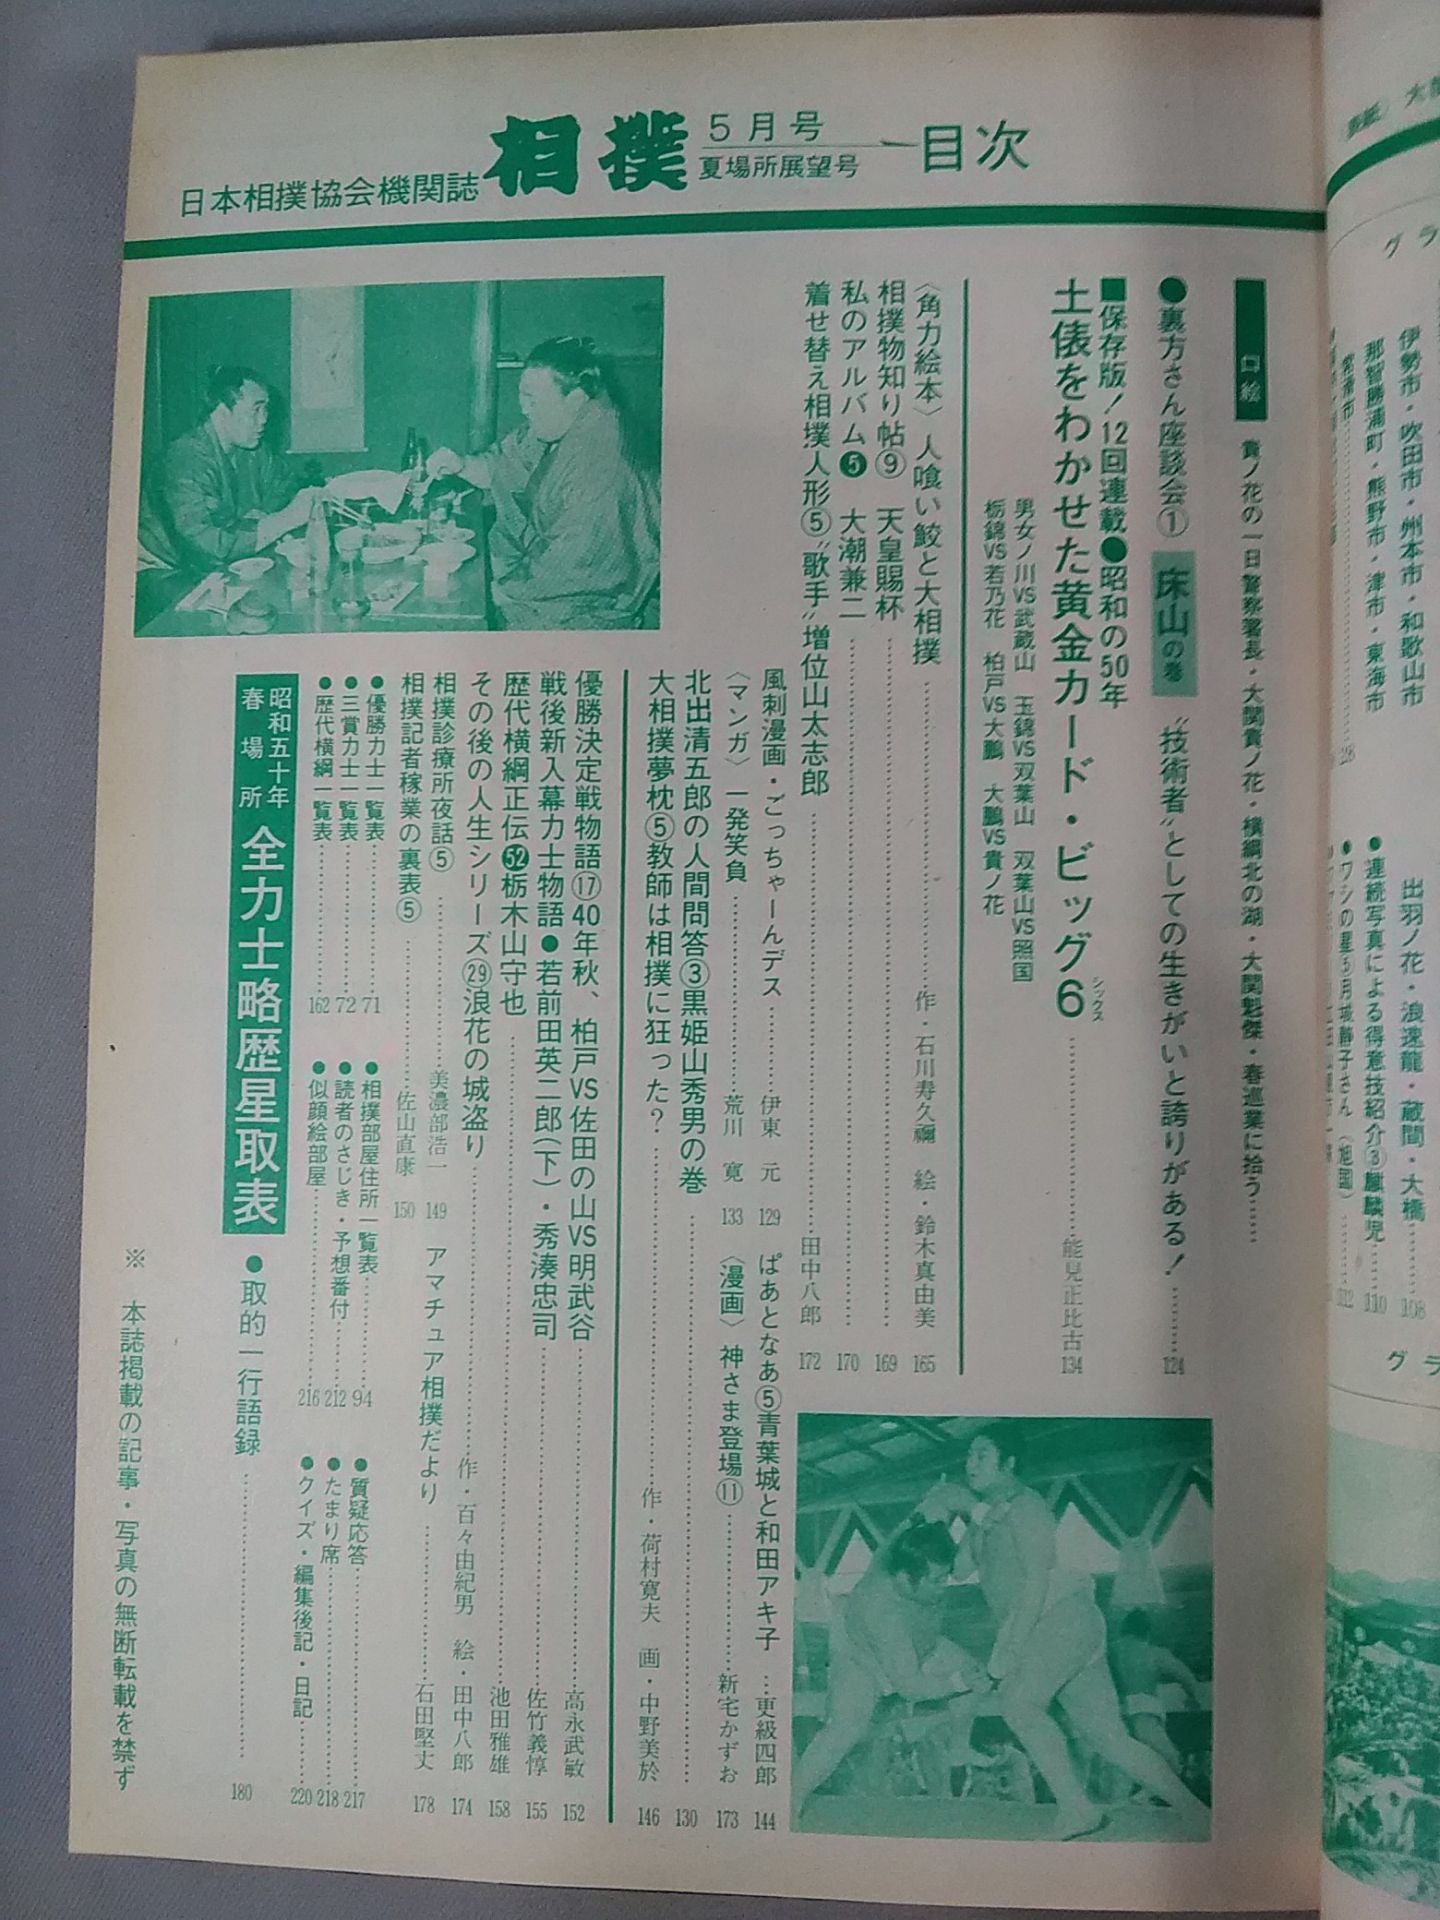 日本相撲協会機関誌 相撲 5月号 夏場所展望号 目次
口絵 貴ノ花の一日警察署長・大関貴ノ花・横綱北の湖・大関魁傑・春巡業に拾う……
●裏方さん座談会① 床山の巻 〝技術者〟としての生きがいと誇りがある！………124
■保存版！12回連載●昭和の50年
土俵をわかせた黄金カード・ビッグ6 シックス………能見正比古 134
男女ノ川VS武蔵山 玉錦VS双葉山 双葉山VS照国
栃錦VS若乃花 柏戸VS大鵬 大鵬VS貴ノ花
〈角力絵本〉人喰い鮫と大相撲………作・石川寿久彌 絵・鈴木真由美 165
相撲物知り帖⑨ 天皇賜杯………169
私のアルバム❺ 大潮兼二………170
着せ替え相撲人形⑤〝歌手〟増位山太志郎………田中八郎 172
風刺漫画・ごっちゃーんデス………伊東 元 129
ぱあとなあ⑤青葉城と和田アキ子…更級四郎 144
〈マンガ〉一発笑負………荒川 寛 133
〈漫画〉神さま登場⑪………新宅かずお 173
北出清五郎の人間問答③黒姫山秀男の巻………130
大相撲夢枕⑤教師は相撲に狂った？………作・荷村寛夫 画・中野美於 146
優勝決定戦物語⑰40年秋、柏戸VS佐田の山VS明武谷………高永武敏 152
戦後新入幕力士物語●若前田英二郎（下）・秀湊忠司………佐竹義惇 155
歴代横綱正伝52栃木山守也………池田雅雄 158
その後の人生シリーズ㉙浪花の城盗り………作・百々由紀男 絵・田中八郎 174
相撲診療所夜話⑤………美濃部浩一 149
アマチュア相撲だより………石田堅丈 178
相撲記者稼業の裏表⑤………佐山直康 150
●優勝力士一覧表………71
●三賞力士一覧表………72
●歴代横綱一覧表………162
●相撲部屋住所一覧表………94
●読者のさじき・予想番付………212
●似顔絵部屋………216
●質疑応答………217
●たまり席………218
●クイズ・編集後記・日記………220
昭和五十年春場所 全力士略歴星取表 ●取的一行語録………180
※ 本誌掲載の記事・写真の無断転載を禁ず
伊勢市・吹田市・州本市・和歌山市
那智勝浦町・熊野市・津市・東海市
28
出羽ノ花・浪速龍・蔵間・大橋………108
●連続写真による得意技紹介③麒麟児………110
112